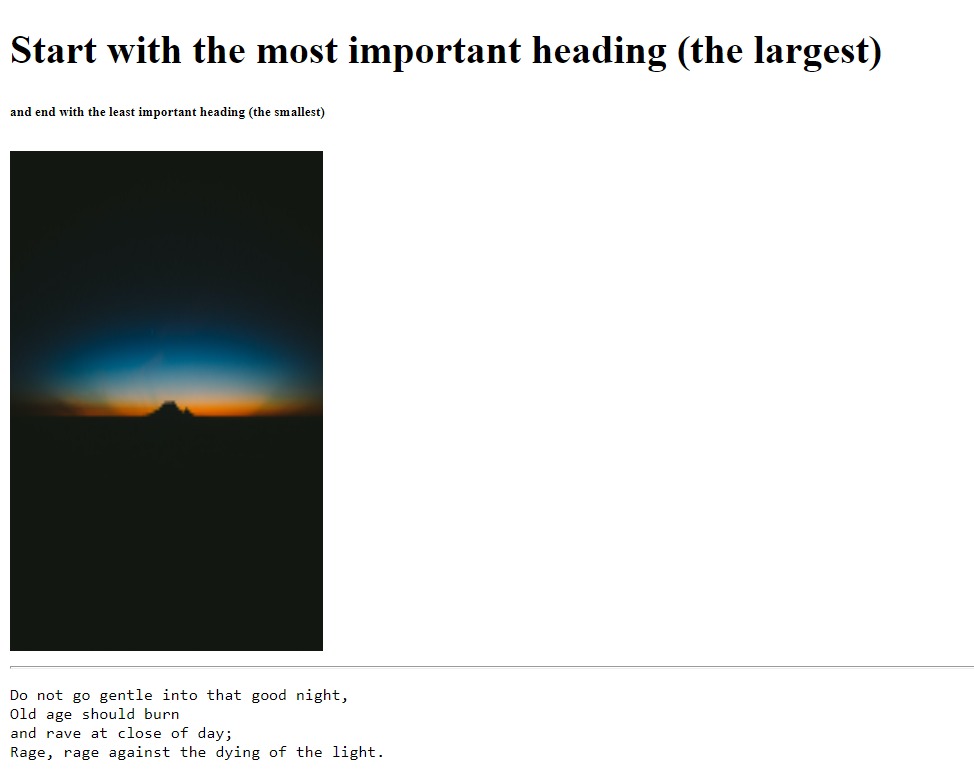 Start with the most important heading (the largest)
and end with the least important heading (the smallest)
Do not go gentle into that good night,
Old age should burn
and rave at close of day;
Rage, rage against the dying of the light.